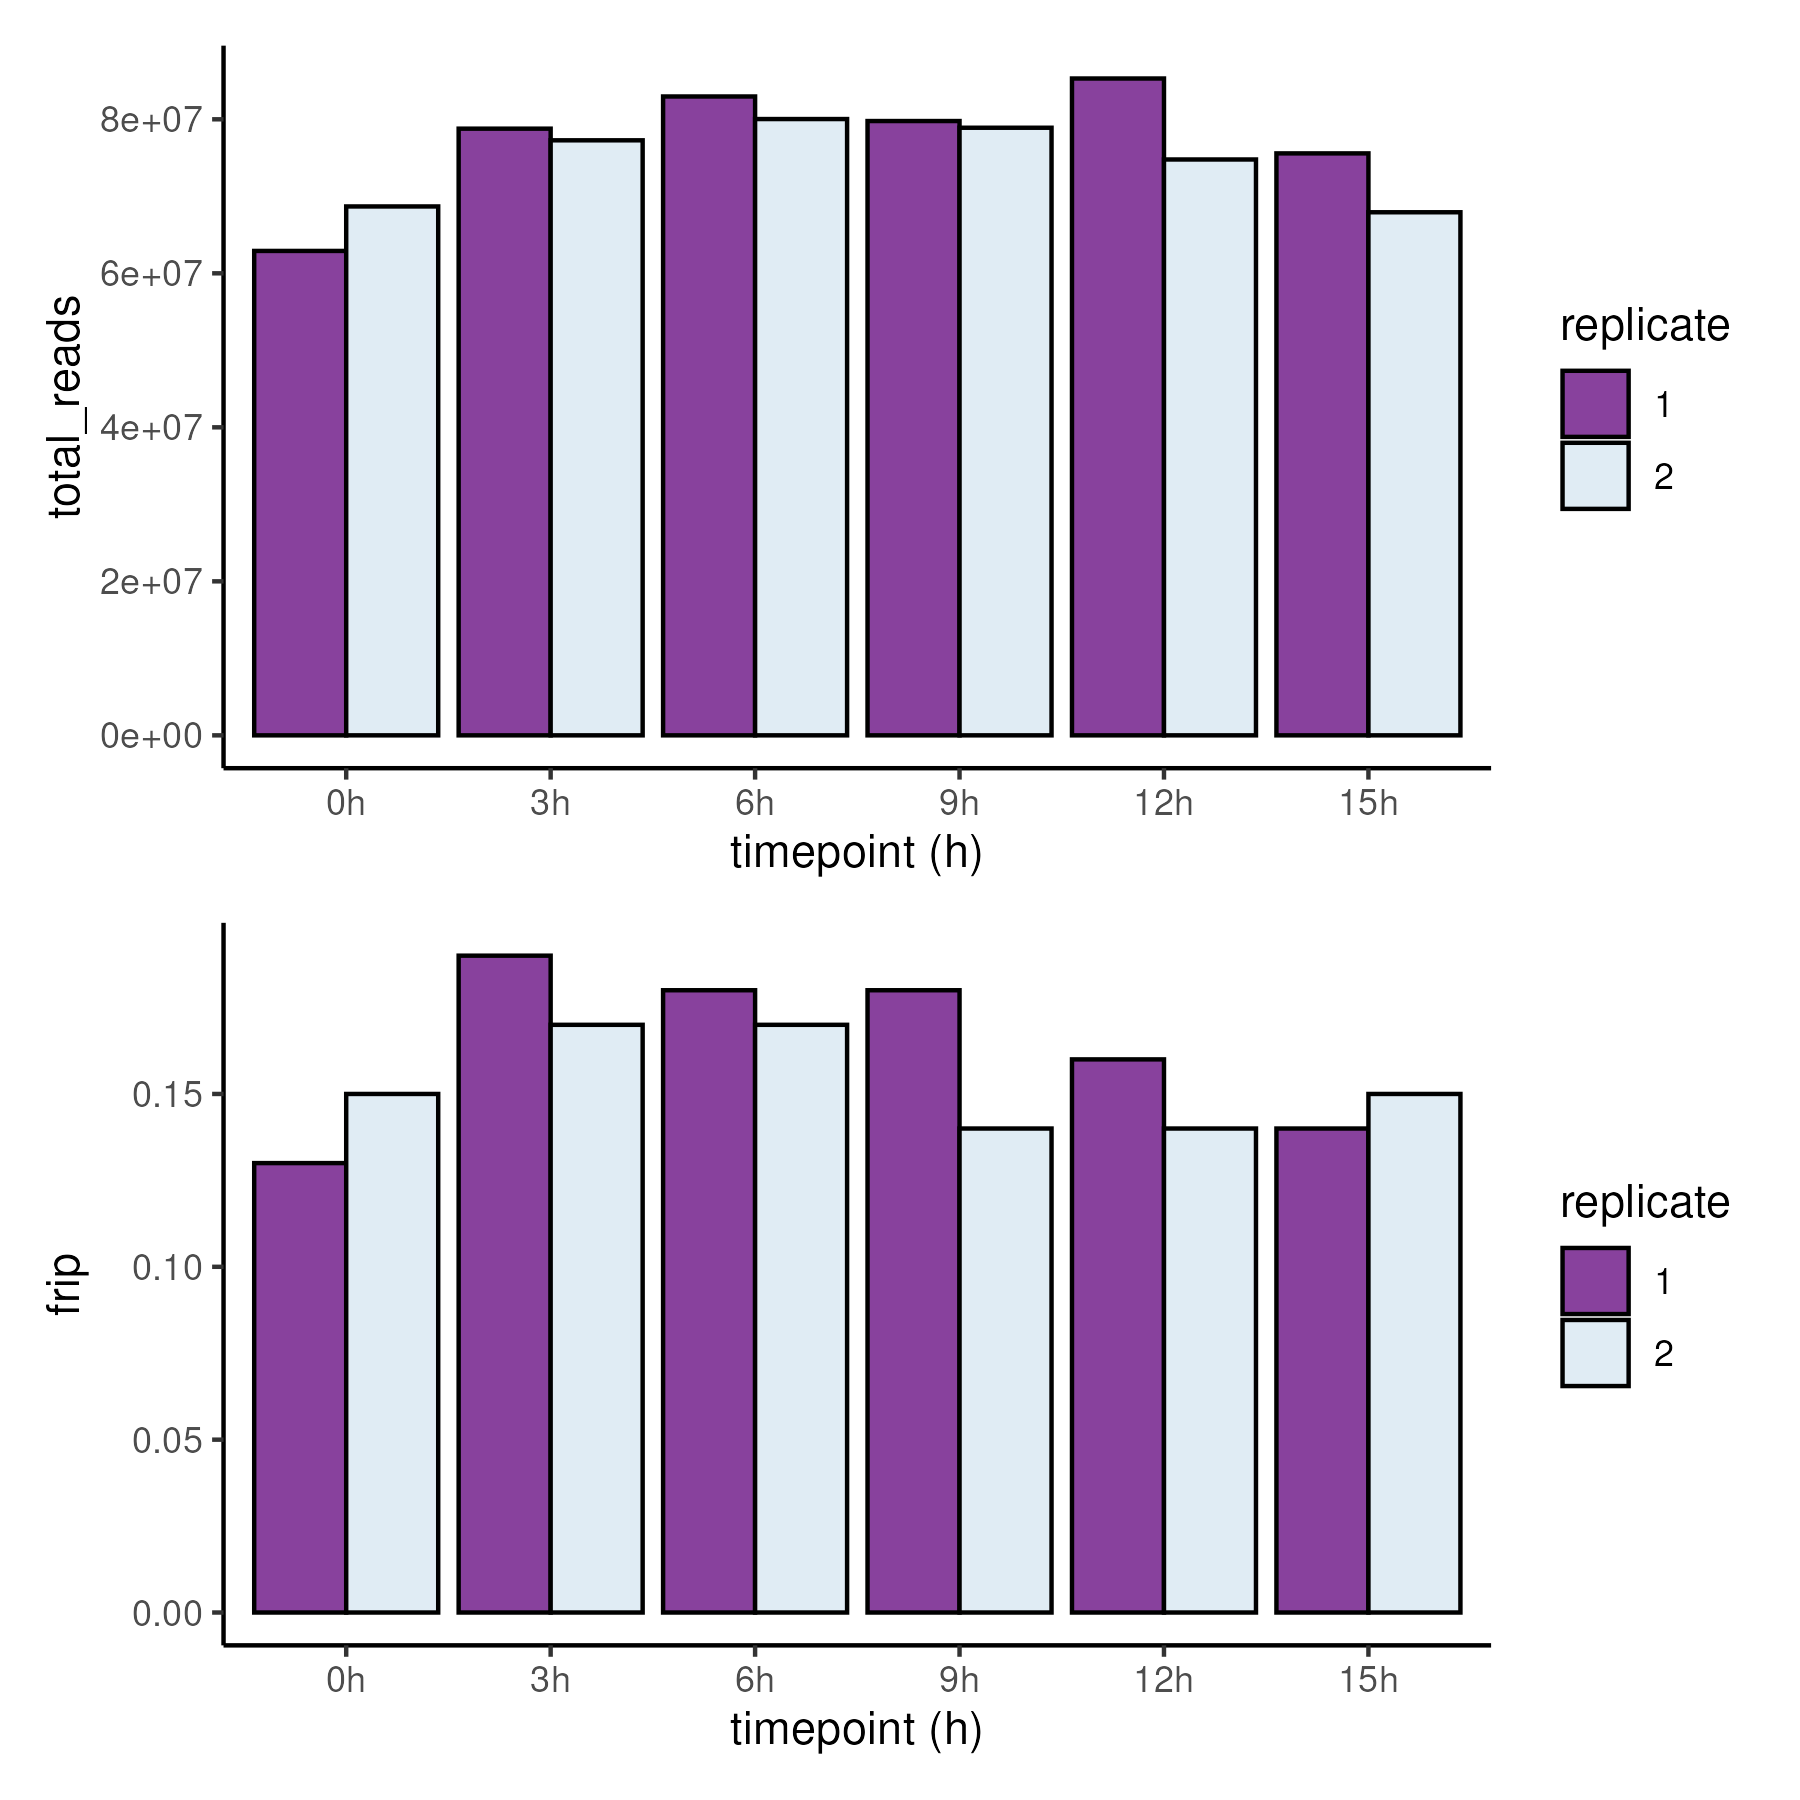 total_reads
8e+07
6e+07
4e+07
2e+07
0e+00
0h 3h 6h 9h 12h 15h
timepoint (h)
replicate
1
2
frip
0.15
0.10
0.05
0.00
0h 3h 6h 9h 12h 15h
timepoint (h)
replicate
1
2